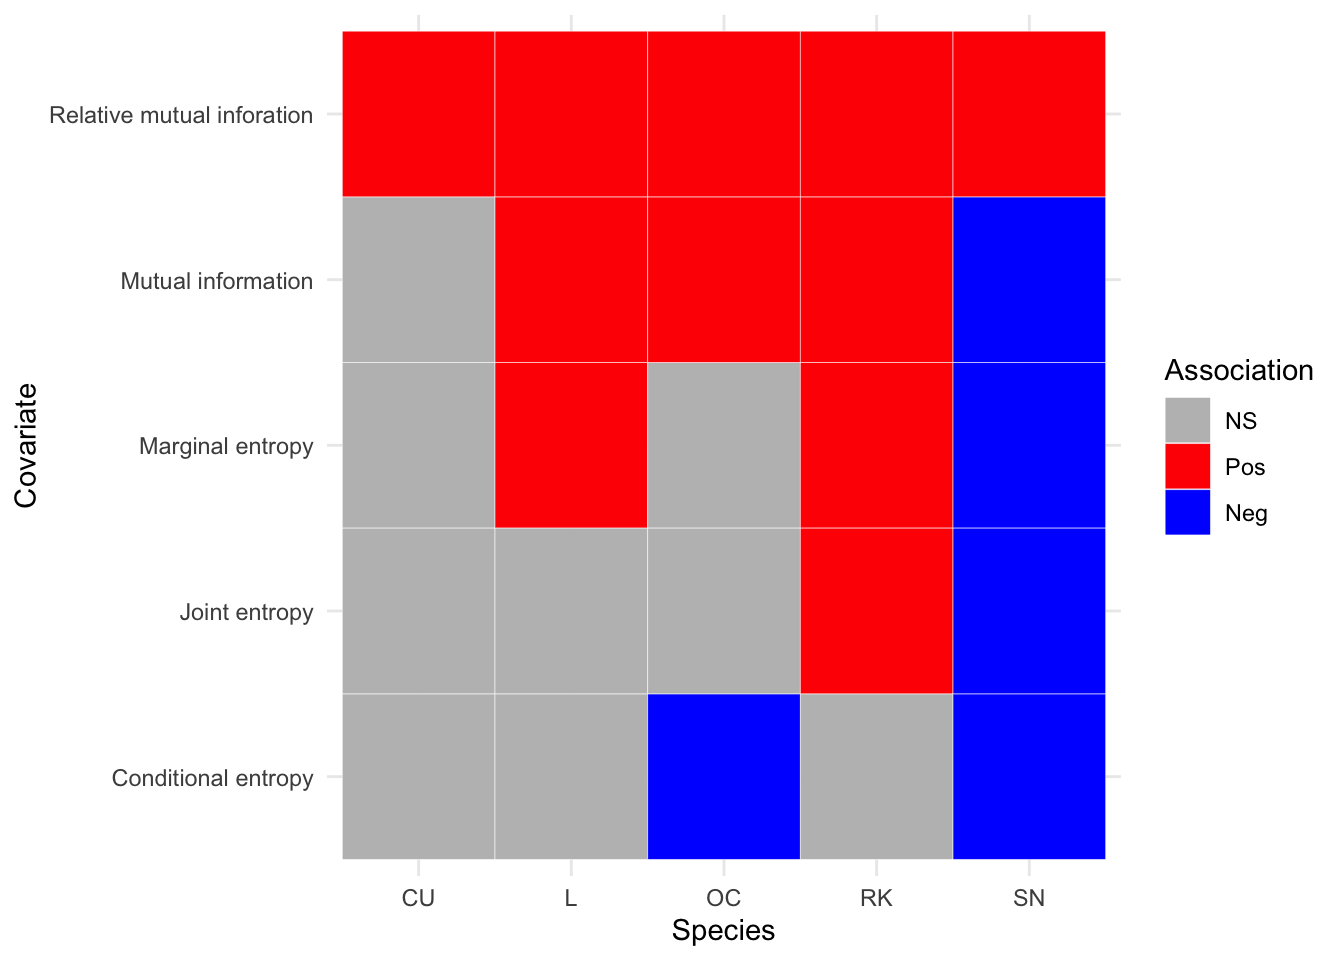 Relative mutual inforation
Mutual information
Marginal entropy
Joint entropy
Conditional entropy
Covariate
CU
L
OC
RK
SN
Species
Association
NS
Pos
Neg